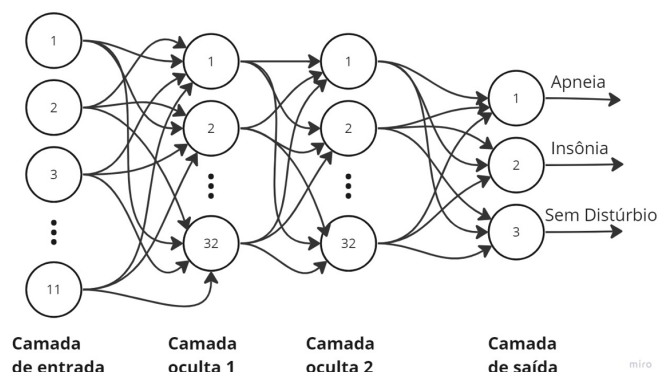 1
2
3
11
1
2
32
1
2
32
1
2
3
Apneia
Insônia
Sem Distúrbio
Camada
de entrada
Camada
oculta 1
Camada
oculta 2
Camada
de saída
miro